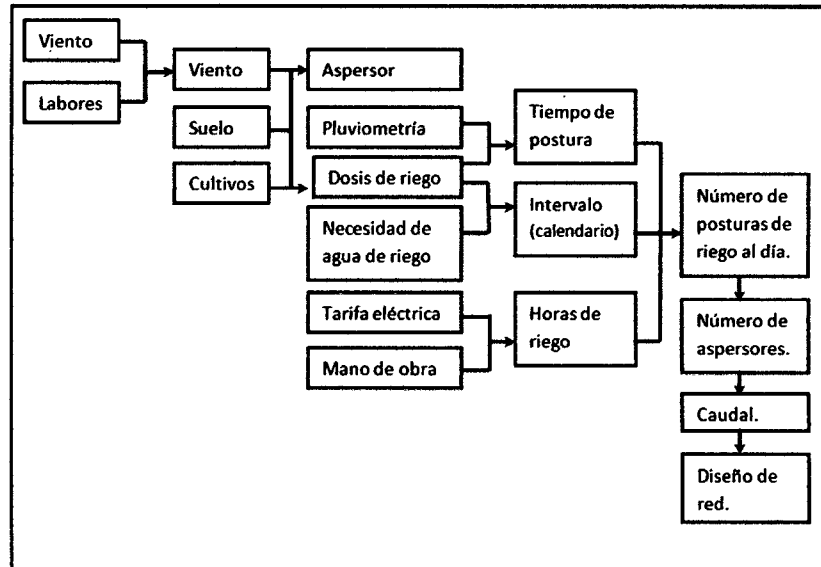 Viento
Labores
Viento
Suelo
Cultivos
Aspersor
Pluviometría
Dosis de riego
Necesidad de
agua de riego
Tarifa eléctrica
Mano de obra
Tiempo de
postura
Intervalo
(calendario)
Horas de
riego
Número de
posturas de
riego al día.
Número de
aspersores.
Caudal.
Diseño de
red.